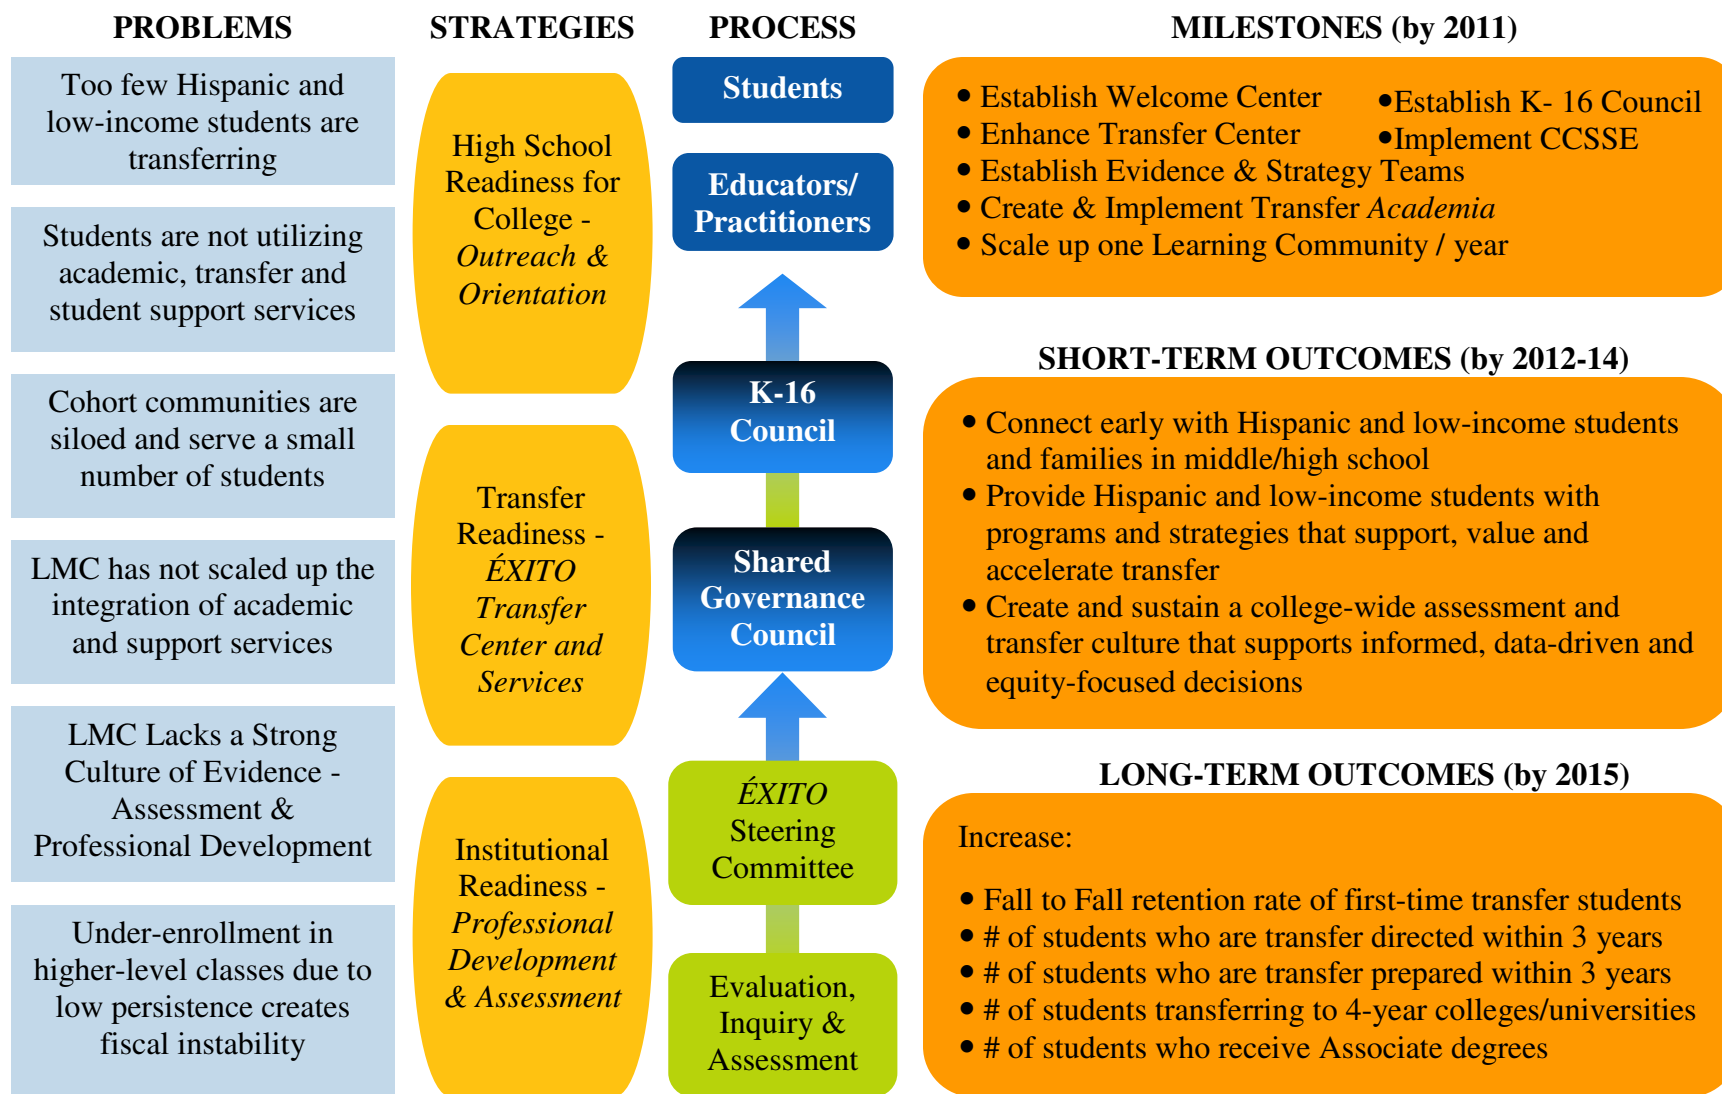 PROBLEMS
Too few Hispanic and
low-income students are
transferring
Students are not utilizing
academic, transfer and
student support services
Cohort communities are
siloed and serve a small
number of students
LMC has not scaled up the
integration of academic
and support services
LMC Lacks a Strong
Culture of Evidence -
Assessment &
Professional Development
Under-enrollment in
higher-level classes due to
low persistence creates
fiscal instability
STRATEGIES
High School
Readiness for
College -
Outreach &
Orientation
Transfer
Readiness -
ÉXITO
Transfer
Center and
Services
Institutional
Readiness -
Professional
Development
& Assessment
PROCESS
Students
Educators/
Practitioners
K-16
Council
Shared
Governance
Council
ÉXITO
Steering
Committee
Evaluation,
Inquiry &
Assessment
MILESTONES (by 2011)
• Establish Welcome Center
• Enhance Transfer Center
• Establish Evidence & Strategy Teams
• Create & Implement Transfer Academia
• Scale up one Learning Community / year
•Establish K- 16 Council
•Implement CCSSE
SHORT-TERM OUTCOMES (by 2012-14)
• Connect early with Hispanic and low-income students
and families in middle/high school
• Provide Hispanic and low-income students with
programs and strategies that support, value and
accelerate transfer
• Create and sustain a college-wide assessment and
transfer culture that supports informed, data-driven and
equity-focused decisions
LONG-TERM OUTCOMES (by 2015)
Increase:
• Fall to Fall retention rate of first-time transfer students
• # of students who are transfer directed within 3 years
• # of students who are transfer prepared within 3 years
• # of students transferring to 4-year colleges/universities
• # of students who receive Associate degrees